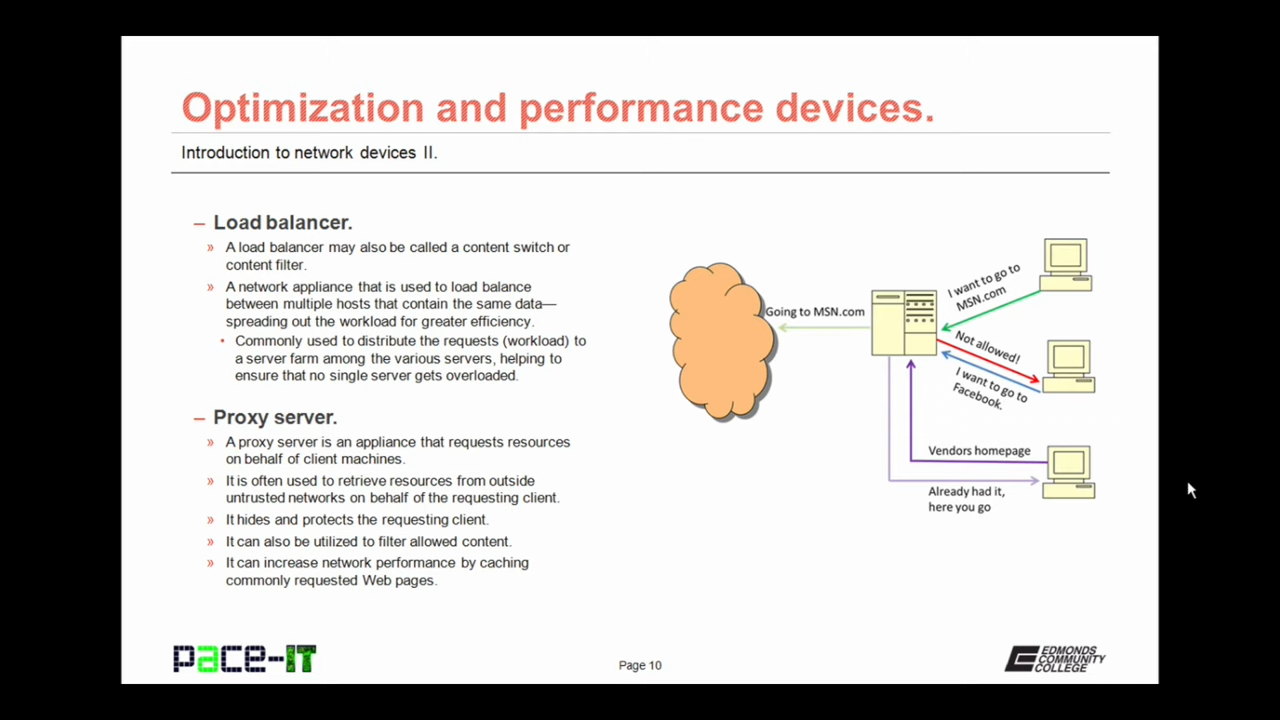 Optimization and performance devices.
Introduction to network devices II.
– Load balancer.
» A load balancer may also be called a content switch or
content filter.
» A network appliance that is used to load balance
between multiple hosts that contain the same data—
spreading out the workload for greater efficiency.
• Commonly used to distribute the requests (workload) to
a server farm among the various servers, helping to
ensure that no single server gets overloaded.
– Proxy server.
» A proxy server is an appliance that requests resources
on behalf of client machines.
» It is often used to retrieve resources from outside
untrusted networks on behalf of the requesting client.
» It hides and protects the requesting client.
» It can also be utilized to filter allowed content.
» It can increase network performance by caching
commonly requested Web pages.
Going to MSN.com
I want to go to
MSN.com
Not allowed!
I want to go to
Facebook.
Vendors homepage
Already had it,
here you go
pace-IT
Page 10
EDMONDS
COMMUNITY
COLLEGE